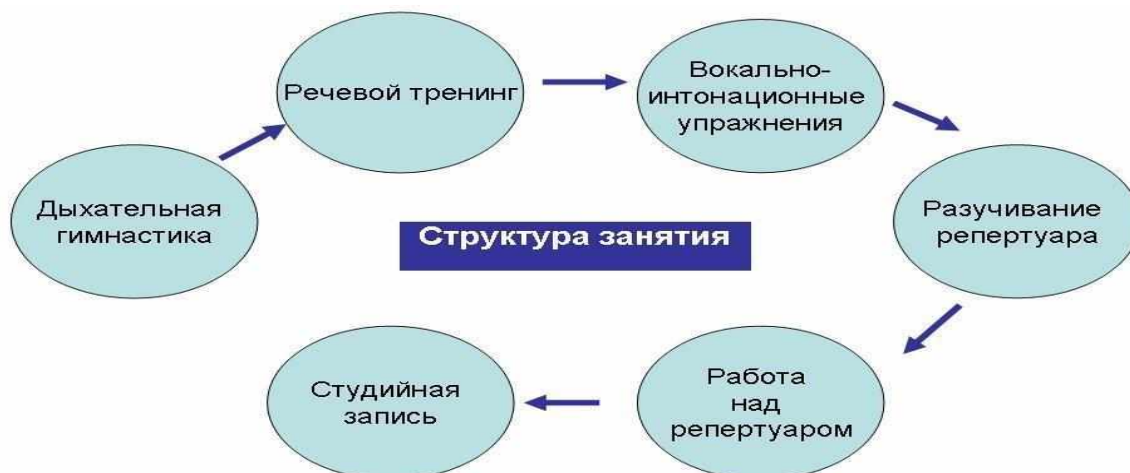 Дыхательная
гимнастика
Речевой тренинг
Вокально-
интонационные
упражнения
Разучивание
репертуара
Работа
над
репертуаром
Студийная
запись
Структура занятия